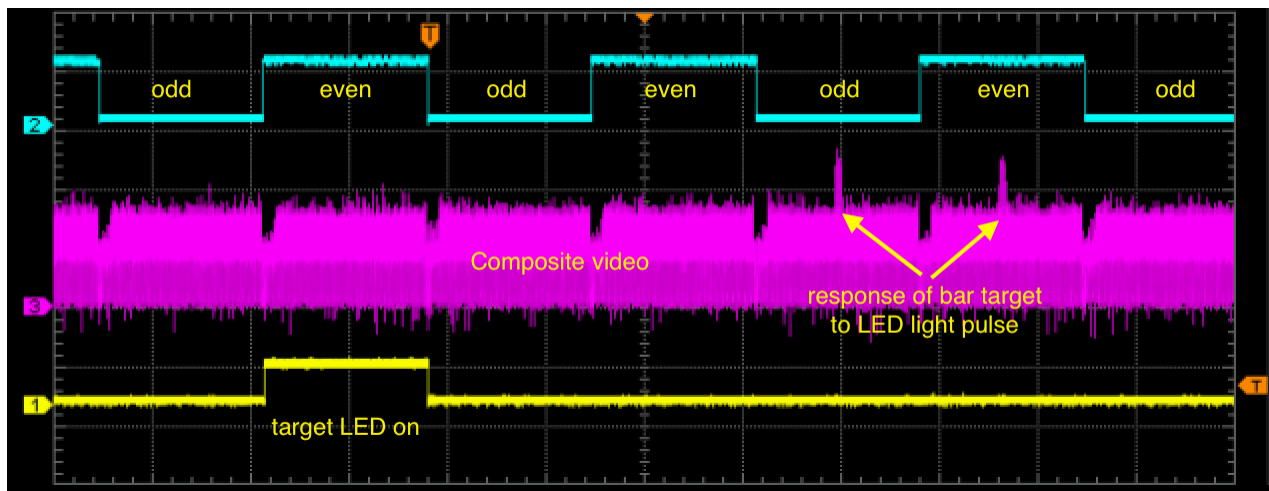 T
odd even odd even odd even odd
2
Composite video
3
response of bar target
to LED light pulse
T
1
target LED on